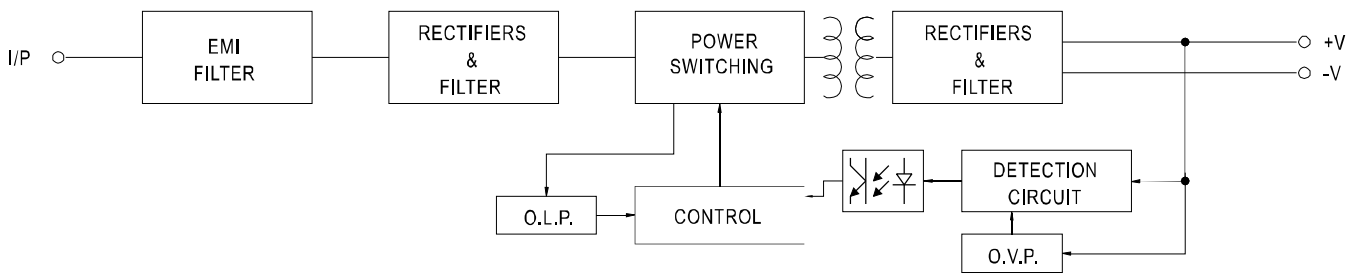 I/P
EMI
FILTER
RECTIFIERS
&
FILTER
POWER
SWITCHING
RECTIFIERS
&
FILTER
+V
-V
O.L.P.
CONTROL
DETECTION
CIRCUIT
O.V.P.